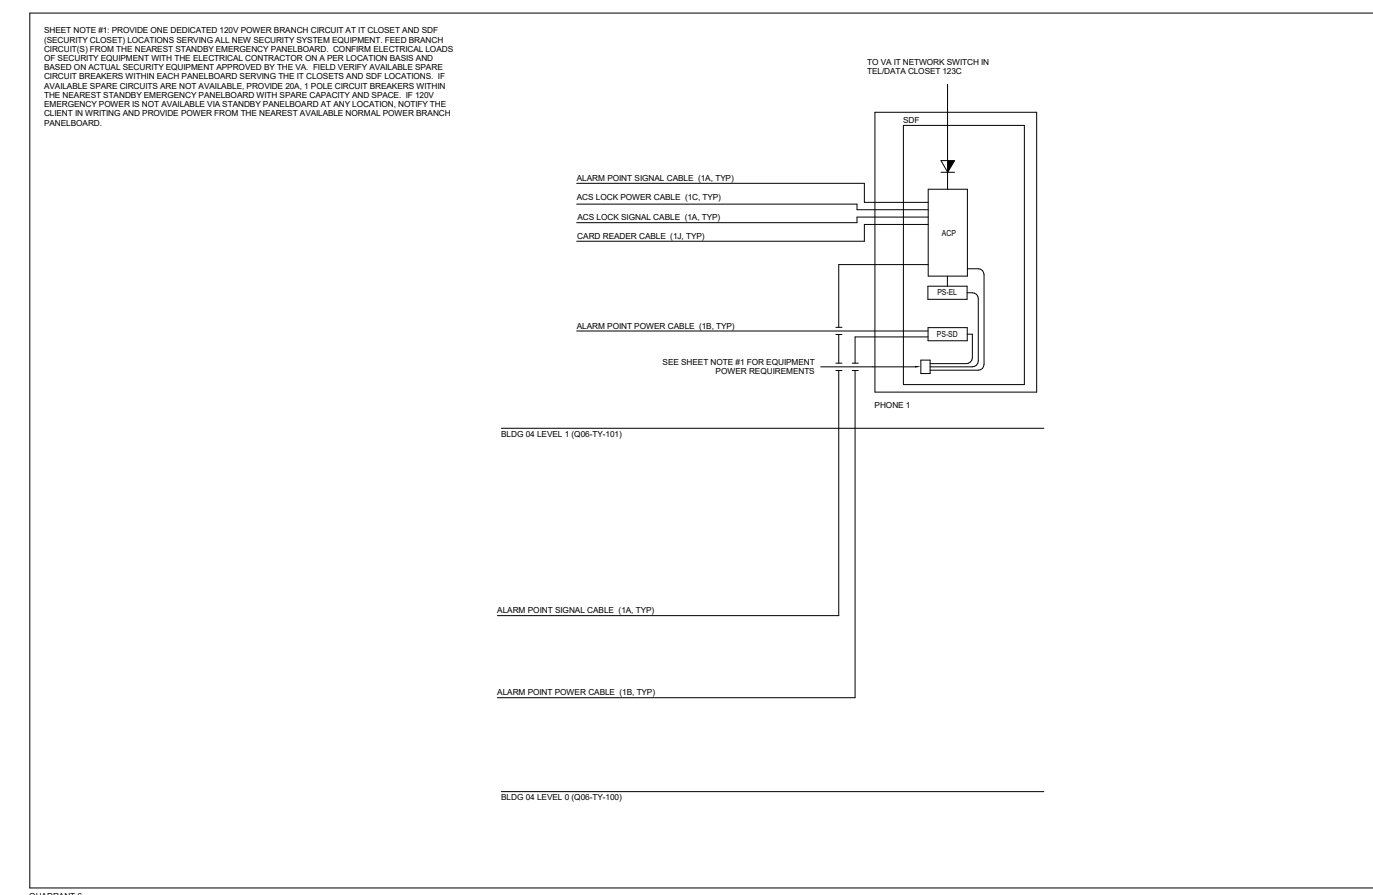 SHEET NOTE #1: PROVIDE ONE DEDICATED 120V POWER BRANCH CIRCUIT AT IT CLOSET AND SDF
(SECURITY CLOSET) LOCATIONS SERVING ALL NEW SECURITY SYSTEM EQUIPMENT. FEED BRANCH
CIRCUIT(S) FROM THE NEAREST STANDBY EMERGENCY PANELBOARD. CONFIRM ELECTRICAL LOADS
OF SECURITY EQUIPMENT WITH THE ELECTRICAL CONTRACTOR ON A PER LOCATION BASIS AND
BASED ON ACTUAL SECURITY EQUIPMENT APPROVED BY THE VA. FIELD VERIFY AVAILABLE SPARE
CIRCUIT BREAKERS WITHIN EACH PANELBOARD SERVING THE IT CLOSETS AND SDF LOCATIONS. IF
AVAILABLE SPARE CIRCUITS ARE NOT AVAILABLE, PROVIDE 20A, 1 POLE CIRCUIT BREAKERS WITHIN
THE NEAREST STANDBY EMERGENCY PANELBOARD WITH SPARE CAPACITY AND SPACE. IF 120V
EMERGENCY POWER IS NOT AVAILABLE VIA STANDBY PANELBOARD AT ANY LOCATION, NOTIFY THE
CLIENT IN WRITING AND PROVIDE POWER FROM THE NEAREST AVAILABLE NORMAL POWER BRANCH
PANELBOARD.
TO VA IT NETWORK SWITCH IN
TEL/DATA CLOSET 123C
SDF
ALARM POINT SIGNAL CABLE (1A, TYP)
ACS LOCK POWER CABLE (1C, TYP)
ACS LOCK SIGNAL CABLE (1A, TYP)
CARD READER CABLE (1J, TYP)
ACP
PS-EL
ALARM POINT POWER CABLE (1B, TYP)
PS-SD
SEE SHEET NOTE #1 FOR EQUIPMENT
POWER REQUIREMENTS
PHONE 1
BLDG 04 LEVEL 1 (Q06-TY-101)
ALARM POINT SIGNAL CABLE (1A, TYP)
ALARM POINT POWER CABLE (1B, TYP)
BLDG 04 LEVEL 0 (Q06-TY-100)